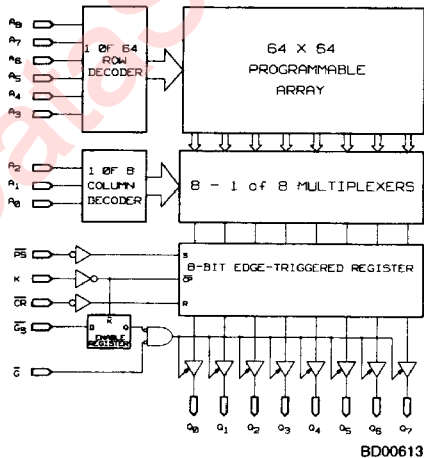 A8
A7
A6
A5
A4
A3
1 OF 64
ROW
DECODER
64 X 64
PROGRAMMABLE
ARRAY
A2
A1
A0
1 OF 8
COLUMN
DECODER
8 - 1 of 8 MULTIPLEXERS
PS
K
CR
GS
G
S
CP
R
8-BIT EDGE-TRIGGERED REGISTER
K
D
Q
ENABLE
REGISTER
Q0 Q1 Q2 Q3 Q4 Q5 Q6 Q7
BD00613